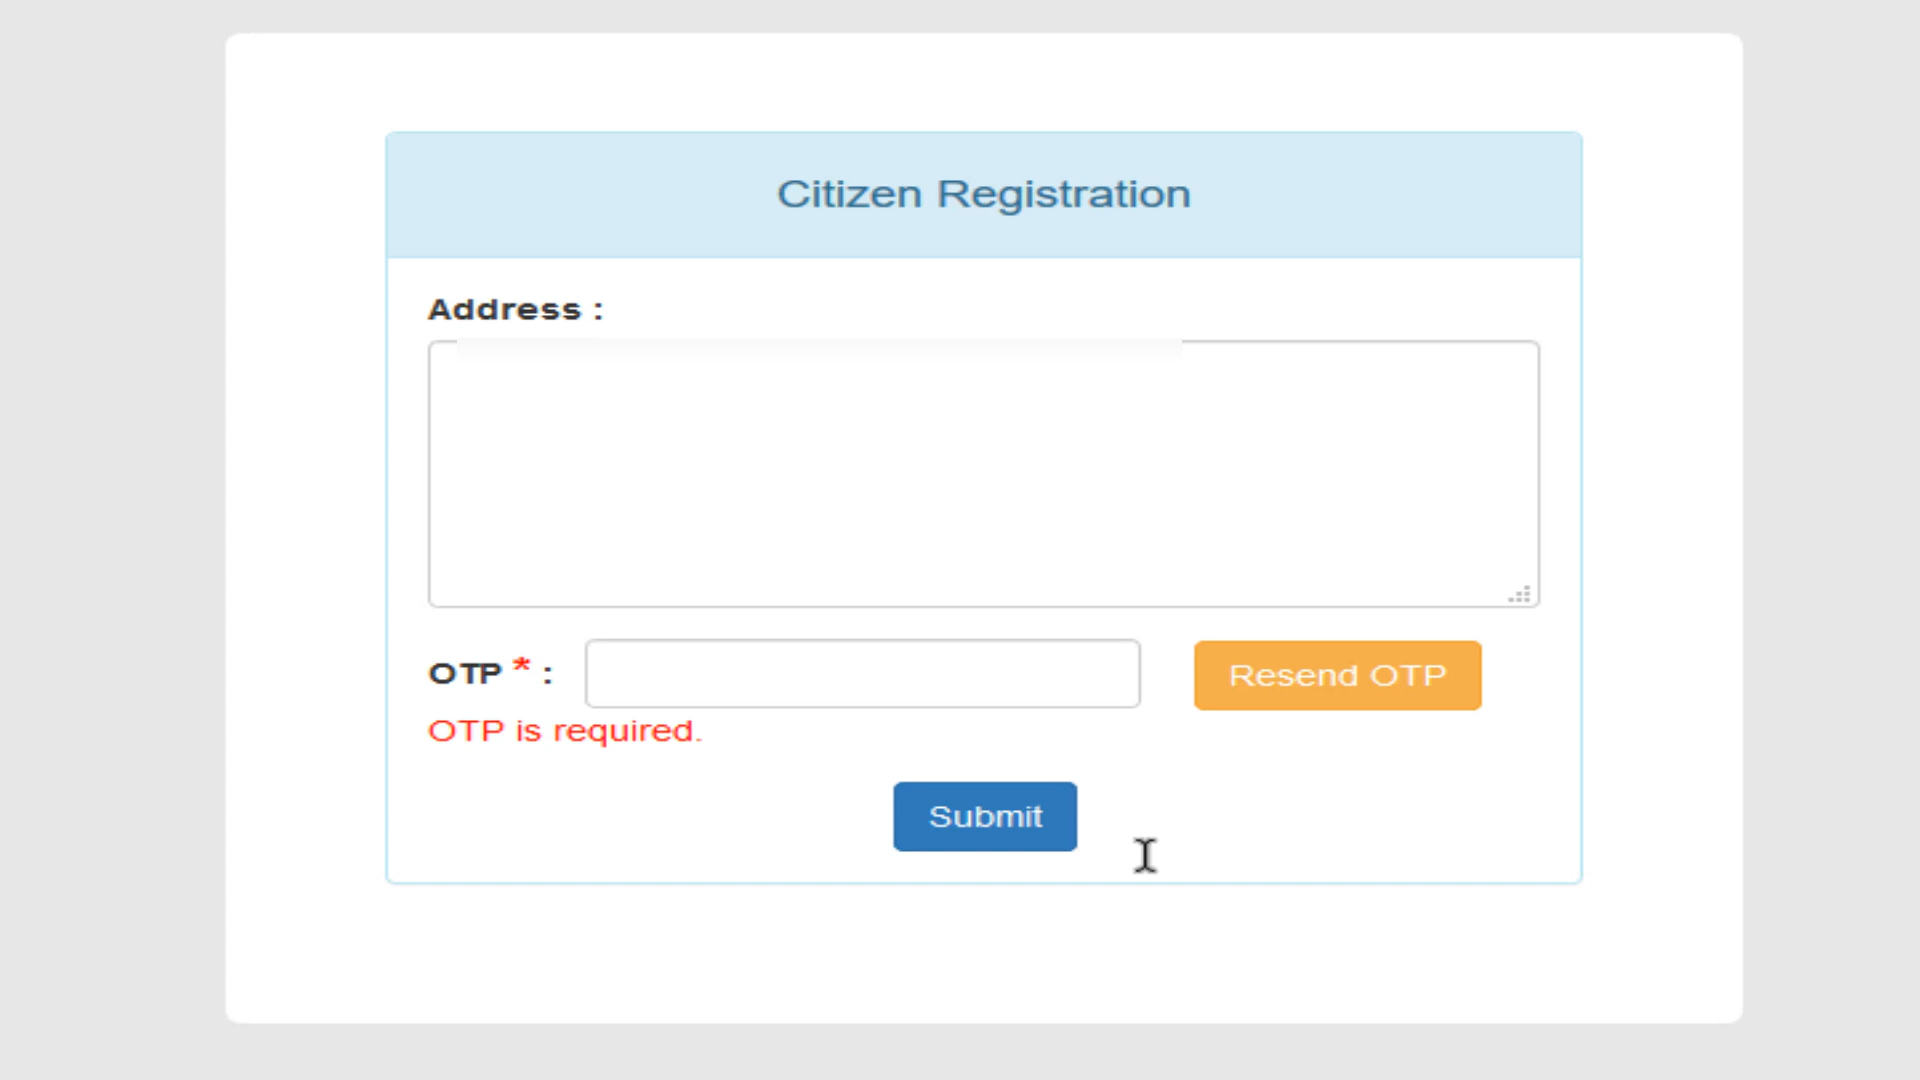 Citizen Registration
Address :
OTP * :
Resend OTP
OTP is required.
Submit